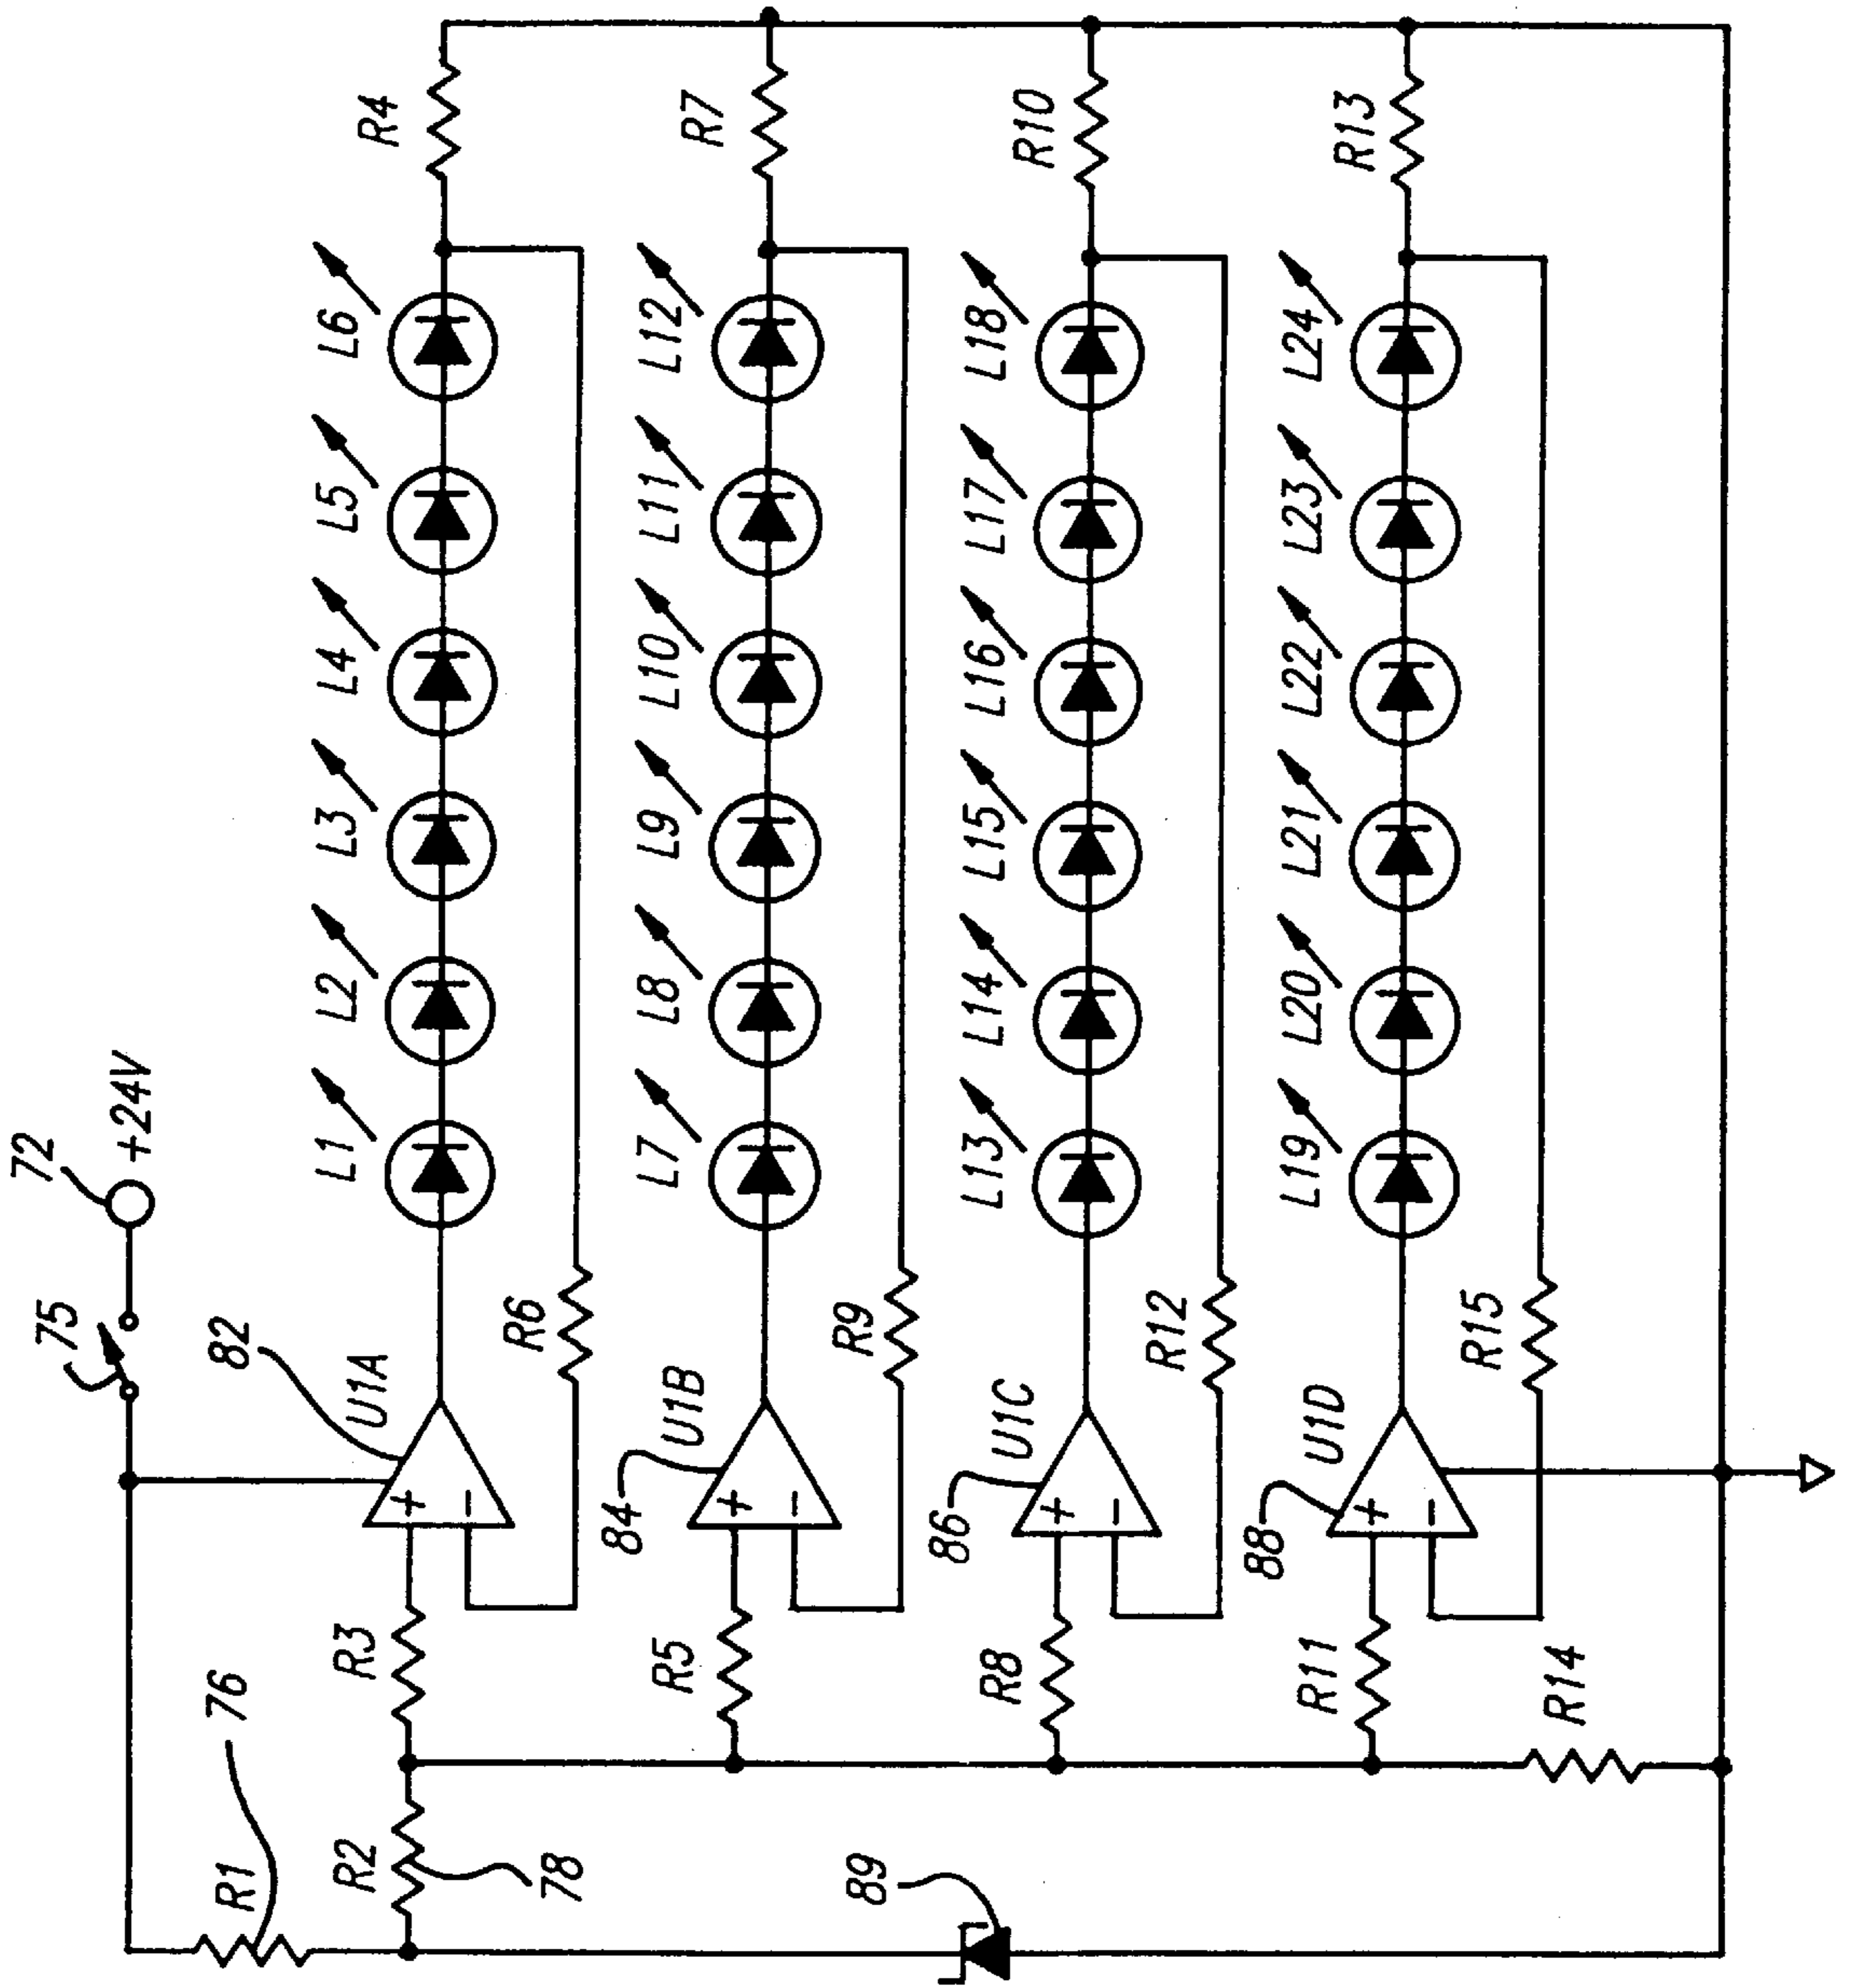 72
+24V
75
82
76
R1
R2
78
R3
U1A
L1
L2
L3
L4
L5
L6
R4
+
-
R6
84
U1B
R5
L7
L8
L9
L10
L11
L12
R7
+
-
R9
86
U1C
R8
L13
L14
L15
L16
L17
L18
R10
+
-
R12
88
U1D
R11
L19
L20
L21
L22
L23
L24
R13
+
-
R15
R14
89